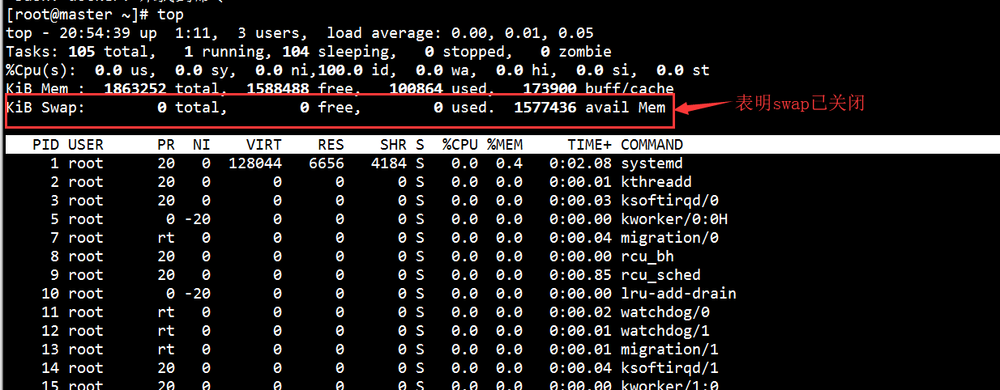 [root@master ~]# top
top - 20:54:39 up  1:11,  3 users,  load average: 0.00, 0.01, 0.05
Tasks: 105 total,   1 running, 104 sleeping,   0 stopped,   0 zombie
%Cpu(s):  0.0 us,  0.0 sy,  0.0 ni,100.0 id,  0.0 wa,  0.0 hi,  0.0 si,  0.0 st
KiB Mem :  1863252 total,  1588488 free,   100864 used,   173900 buff/cache
KiB Swap:        0 total,        0 free,        0 used.  1577436 avail Mem
表明swap已关闭
PID USER      PR  NI    VIRT    RES    SHR S  %CPU %MEM     TIME+ COMMAND
1 root      20   0  128044   6656   4184 S   0.0  0.4   0:02.08 systemd
2 root      20   0       0      0      0 S   0.0  0.0   0:00.01 kthreadd
3 root      20   0       0      0      0 S   0.0  0.0   0:00.03 ksoftirqd/0
5 root       0 -20       0      0      0 S   0.0  0.0   0:00.00 kworker/0:0H
7 root      rt   0       0      0      0 S   0.0  0.0   0:00.04 migration/0
8 root      20   0       0      0      0 S   0.0  0.0   0:00.00 rcu_bh
9 root      20   0       0      0      0 S   0.0  0.0   0:00.85 rcu_sched
10 root       0 -20       0      0      0 S   0.0  0.0   0:00.00 lru-add-drain
11 root      rt   0       0      0      0 S   0.0  0.0   0:00.02 watchdog/0
12 root      rt   0       0      0      0 S   0.0  0.0   0:00.01 watchdog/1
13 root      rt   0       0      0      0 S   0.0  0.0   0:00.01 migration/1
14 root      20   0       0      0      0 S   0.0  0.0   0:00.04 ksoftirqd/1
15 root      20   0       0      0      0 S   0.0  0.0   0:00.00 kworker/1:0